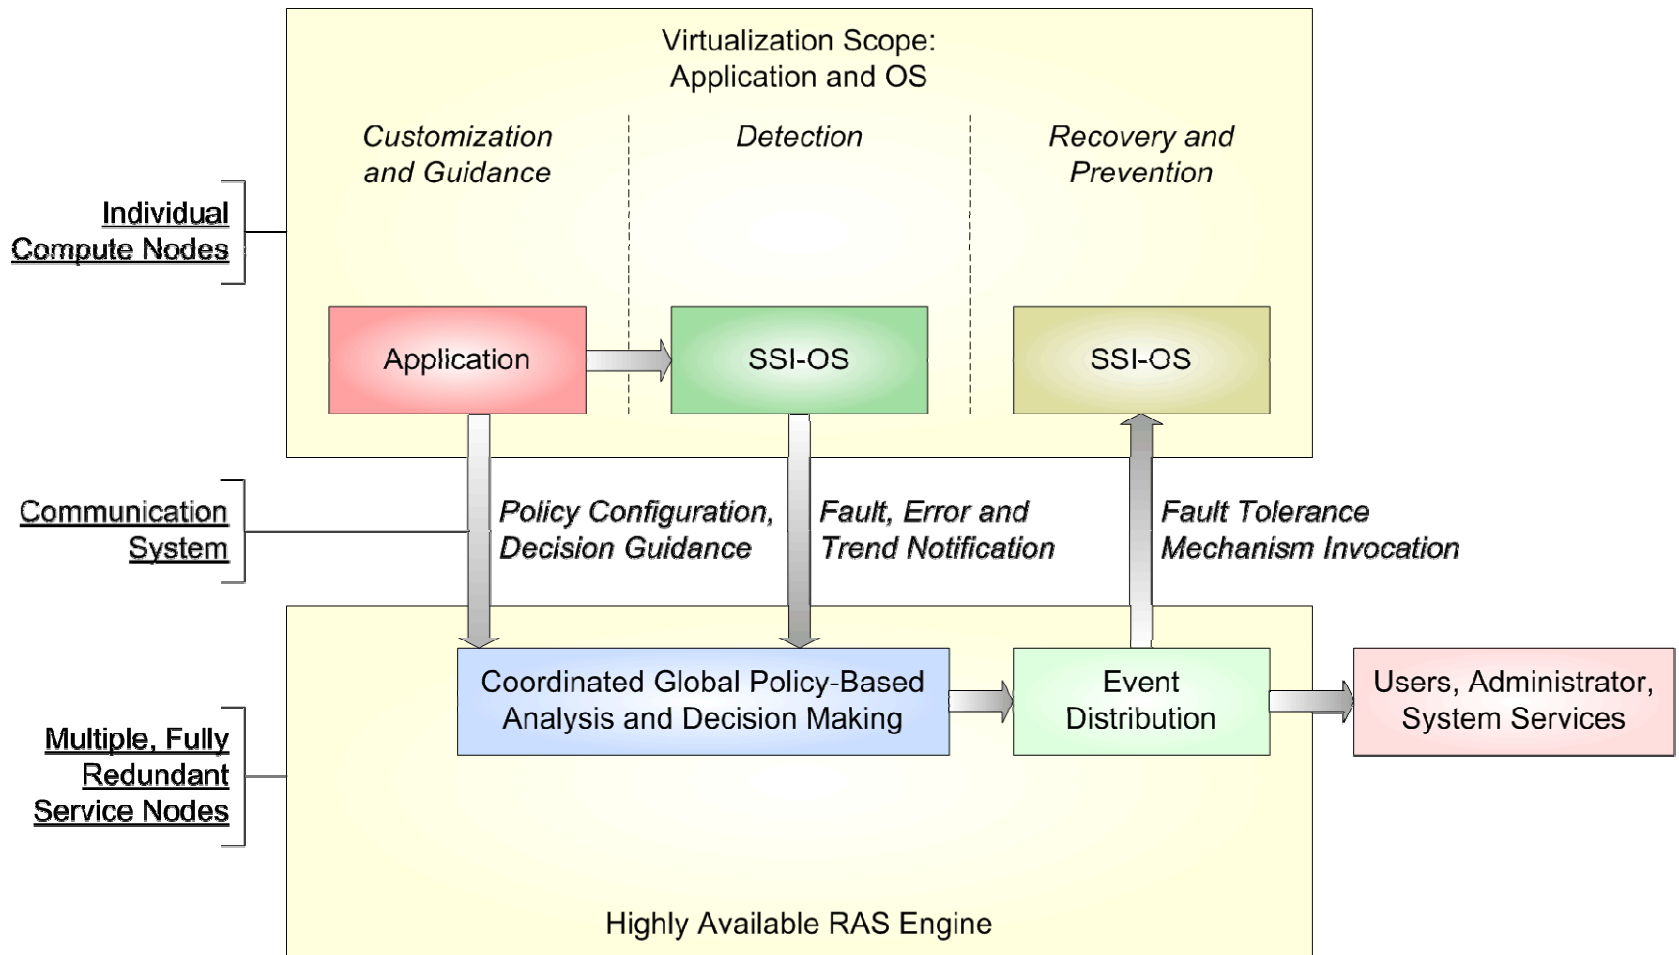 Virtualization Scope:
Application and OS
Customization
and Guidance
Detection
Recovery and
Prevention
Individual
Compute Nodes
Application
SSI-OS
SSI-OS
Communication
System
Policy Configuration,
Decision Guidance
Fault, Error and
Trend Notification
Fault Tolerance
Mechanism Invocation
Coordinated Global Policy-Based
Analysis and Decision Making
Event
Distribution
Users, Administrator,
System Services
Multiple, Fully
Redundant
Service Nodes
Highly Available RAS Engine